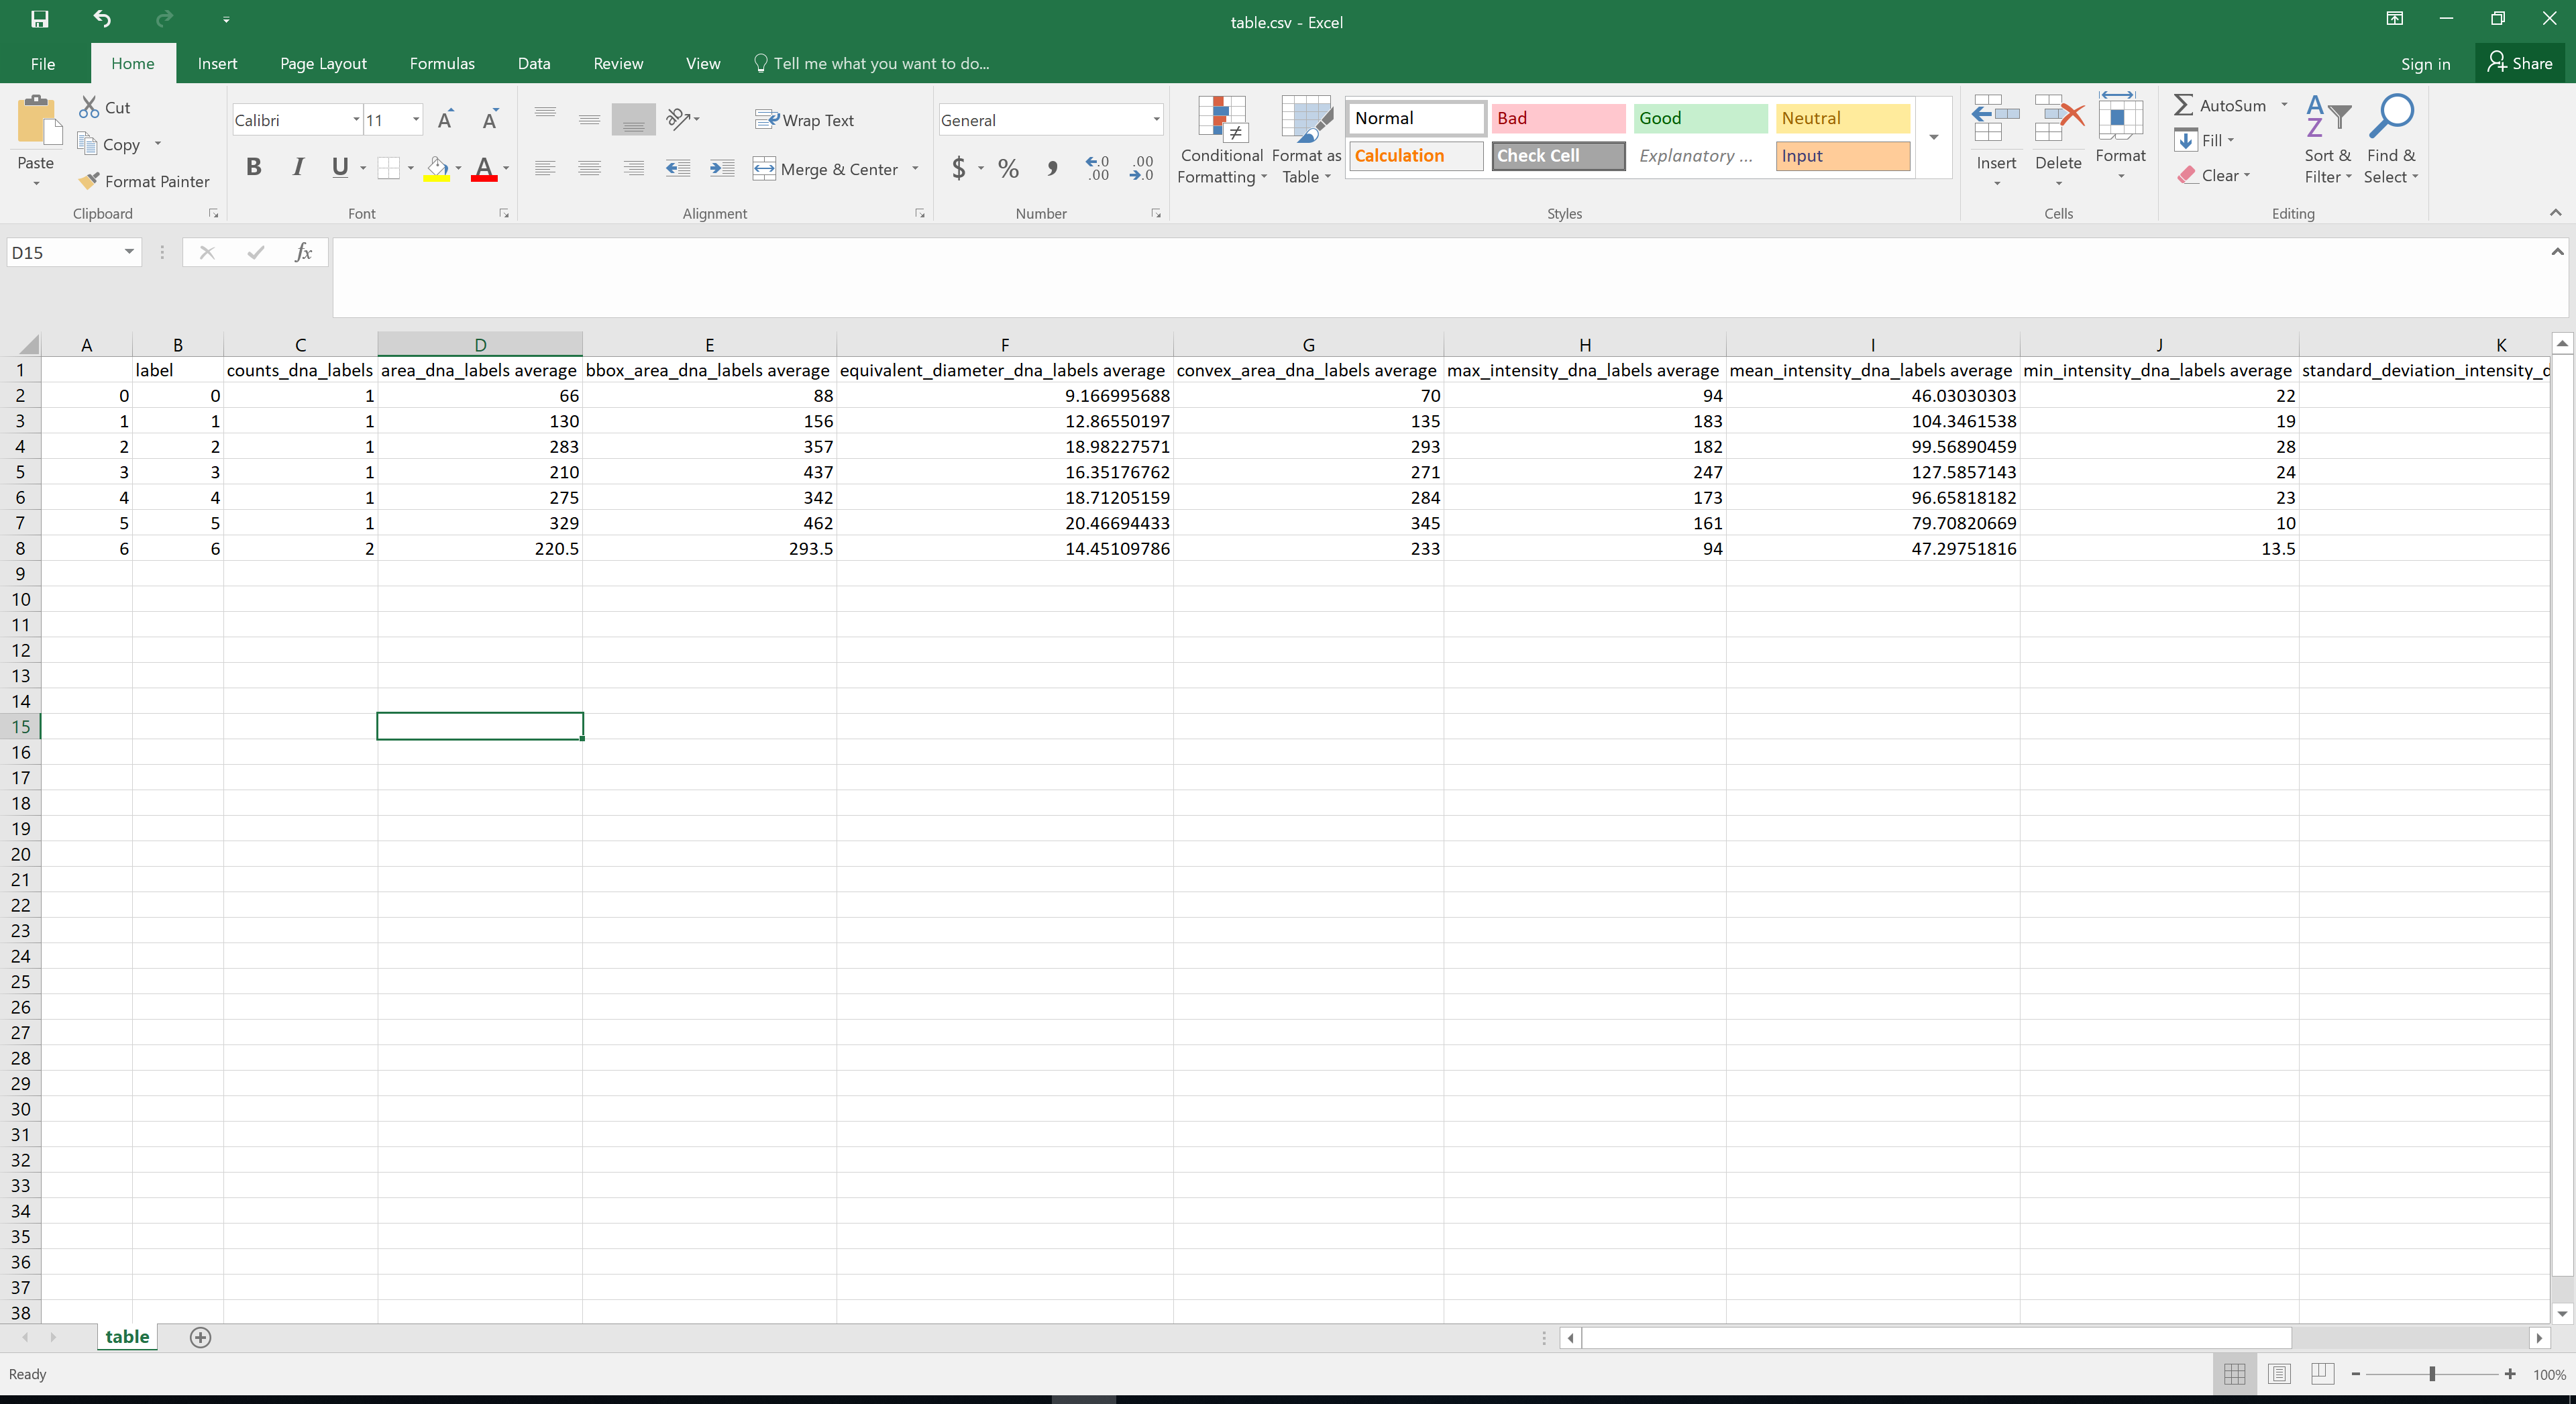 table.csv - Excel
File Home Insert Page Layout Formulas Data Review View Tell me what you want to do... Sign in Share
Paste Cut Copy Format Painter Clipboard
Calibri 11 B I U A Font
Wrap Text Merge & Center Alignment
General $ % Number
Conditional Formatting Format as Table
Normal Bad Good Neutral
Calculation Check Cell Explanatory ... Input
Styles
Insert Delete Format Cells
AutoSum Fill Clear Sort & Filter Find & Select Editing
D15 fx
A B C D E F G H I J K
1 label counts_dna_labels area_dna_labels average bbox_area_dna_labels average equivalent_diameter_dna_labels average convex_area_dna_labels average max_intensity_dna_labels average mean_intensity_dna_labels average min_intensity_dna_labels average standard_deviation_intensity_d
2 0 0 1 66 88 9.166995688 70 94 46.03030303 22
3 1 1 1 130 156 12.86550197 135 183 104.3461538 19
4 2 2 1 283 357 18.98227571 293 182 99.56890459 28
5 3 3 1 210 437 16.35176762 271 247 127.5857143 24
6 4 4 1 275 342 18.71205159 284 173 96.65818182 23
7 5 5 1 329 462 20.46694433 345 161 79.70820669 10
8 6 6 2 220.5 293.5 14.45109786 233 94 47.29751816 13.5
9
10
11
12
13
14
15
16
17
18
19
20
21
22
23
24
25
26
27
28
29
30
31
32
33
34
35
36
37
38
table
Ready 100%